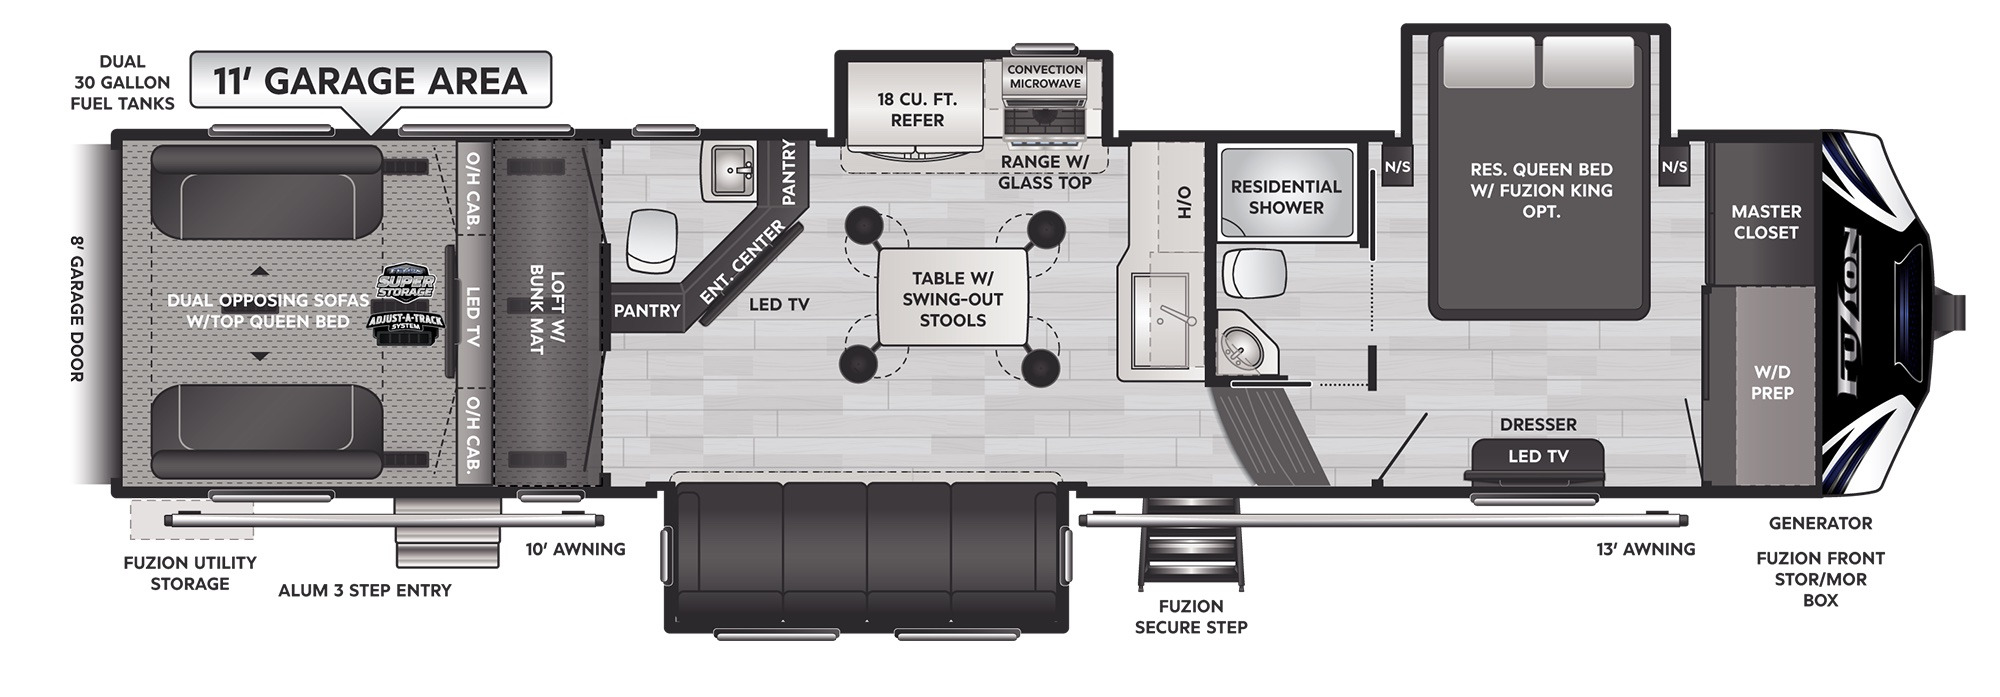 DUAL
30 GALLON
FUEL TANKS
11' GARAGE AREA
8' GARAGE DOOR
DUAL OPPOSING SOFAS
W/TOP QUEEN BED
FUZION
SUPER
STORAGE
ADJUST-A-TRACK
SYSTEM
O/H CAB.
LED TV
O/H CAB.
LOFT W/
BUNK MAT
PANTRY
PANTRY
ENT. CENTER
LED TV
18 CU. FT.
REFER
CONVECTION
MICROWAVE
RANGE W/
GLASS TOP
TABLE W/
SWING-OUT
STOOLS
O/H
RESIDENTIAL
SHOWER
N/S
RES. QUEEN BED
W/ FUZION KING
OPT.
N/S
MASTER
CLOSET
W/D
PREP
FUZION
DRESSER
LED TV
FUZION UTILITY
STORAGE
ALUM 3 STEP ENTRY
10' AWNING
FUZION
SECURE STEP
13' AWNING
GENERATOR
FUZION FRONT
STOR/MOR
BOX